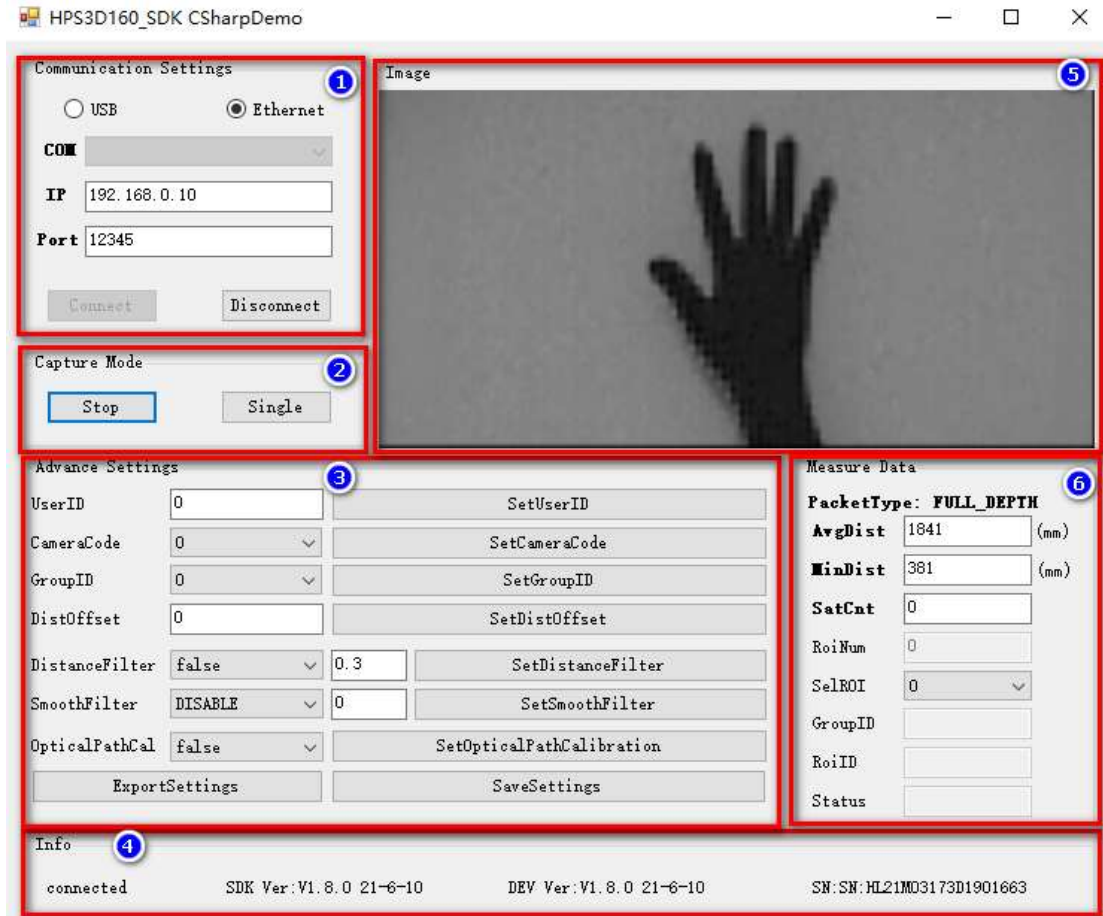 HPS3D160_SDK CSharpDemo
Communication Settings
1
USB
Ethernet
COM
IP 192.168.0.10
Port 12345
Connect
Disconnect
Capture Mode
2
Stop
Single
Image
5
Advance Settings
3
UserID 0 SetUserID
CameraCode 0 SetCameraCode
GroupID 0 SetGroupID
DistOffset 0 SetDistOffset
DistanceFilter false 0.3 SetDistanceFilter
SmoothFilter DISABLE 0 SetSmoothFilter
OpticalPathCal false SetOpticalPathCalibration
ExportSettings SaveSettings
Measure Data
6
PacketType: FULL_DEPTH
AvgDist 1841 (mm)
MinDist 381 (mm)
SatCnt 0
RoiNum 0
SelROI 0
GroupID
RoiID
Status
Info
4
connected SDK Ver:V1.8.0 21-6-10 DEV Ver:V1.8.0 21-6-10 SN:SN:HL21M03173D1901663